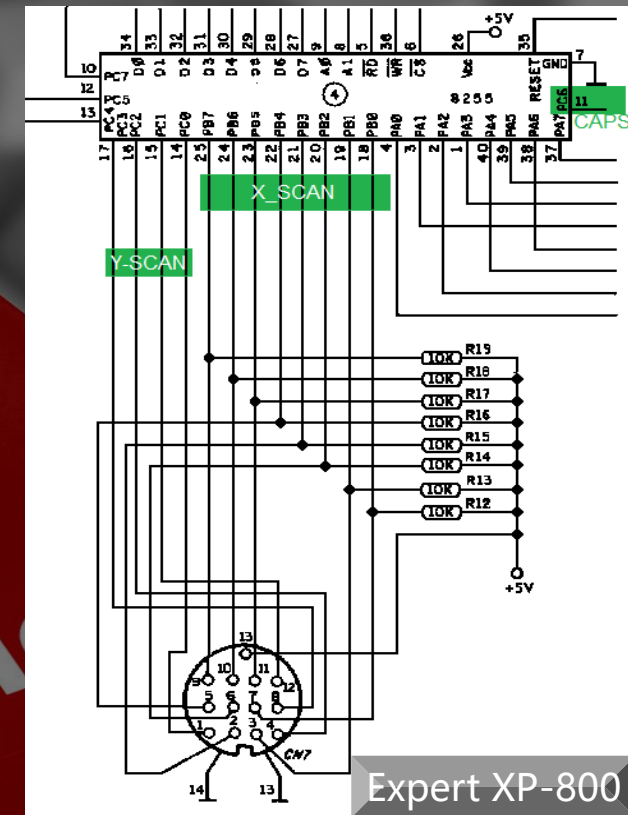 +5V
34 33 32 31 30 29 28 27 9 8 5 36 6 26 35
D0 D1 D2 D3 D4 D5 D6 D7 A0 A1 RD WR CS Vcc RESET GND 7
10 PC7
12 PC5
13 PC4
4
8255
PC6 11
CAPS
PC3 PC2 PC1 PC0 PB7 PB6 PB5 PB4 PB3 PB2 PB1 PB0 PA0 PA1 PA2 PA3 PA4 PA5 PA6 PA7
17 16 15 14 25 24 23 22 21 20 19 18 4 3 2 1 40 39 38 37
X_SCAN
Y-SCAN
10K R19
10K R18
10K R17
10K R16
10K R15
10K R14
10K R13
10K R12
+5V
13
9 10 11 12
5 6 7 8
1 2 3 4
CN7
14 13
Expert XP-800